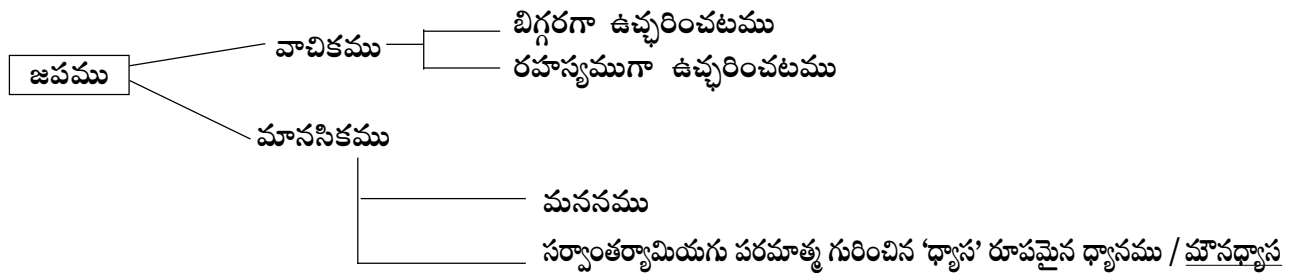 జపము
వాచికము
బిగ్గరగా ఉచ్ఛరించటము
రహస్యముగా ఉచ్ఛరించటము
మానసికము
మననము
సర్వాంతర్యామియగు పరమాత్మ గురించిన ‘ధ్యాస’ రూపమైన ధ్యానము / మౌనధ్యాస